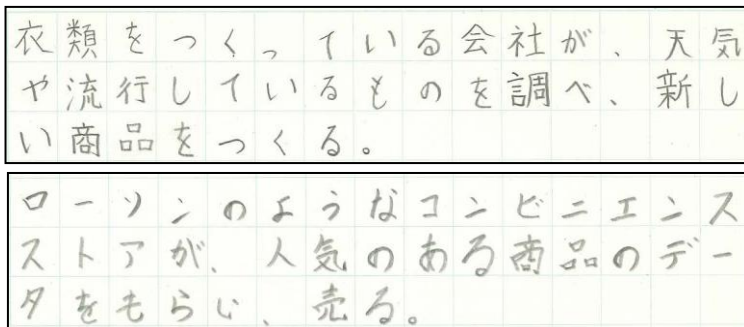 衣類をつくっている会社が、天気
や流行しているものを調べ、新し
い商品をつくる。
ローソンのようなコンビニエンス
ストアが、人気のある商品のデー
タをもらい、売る。